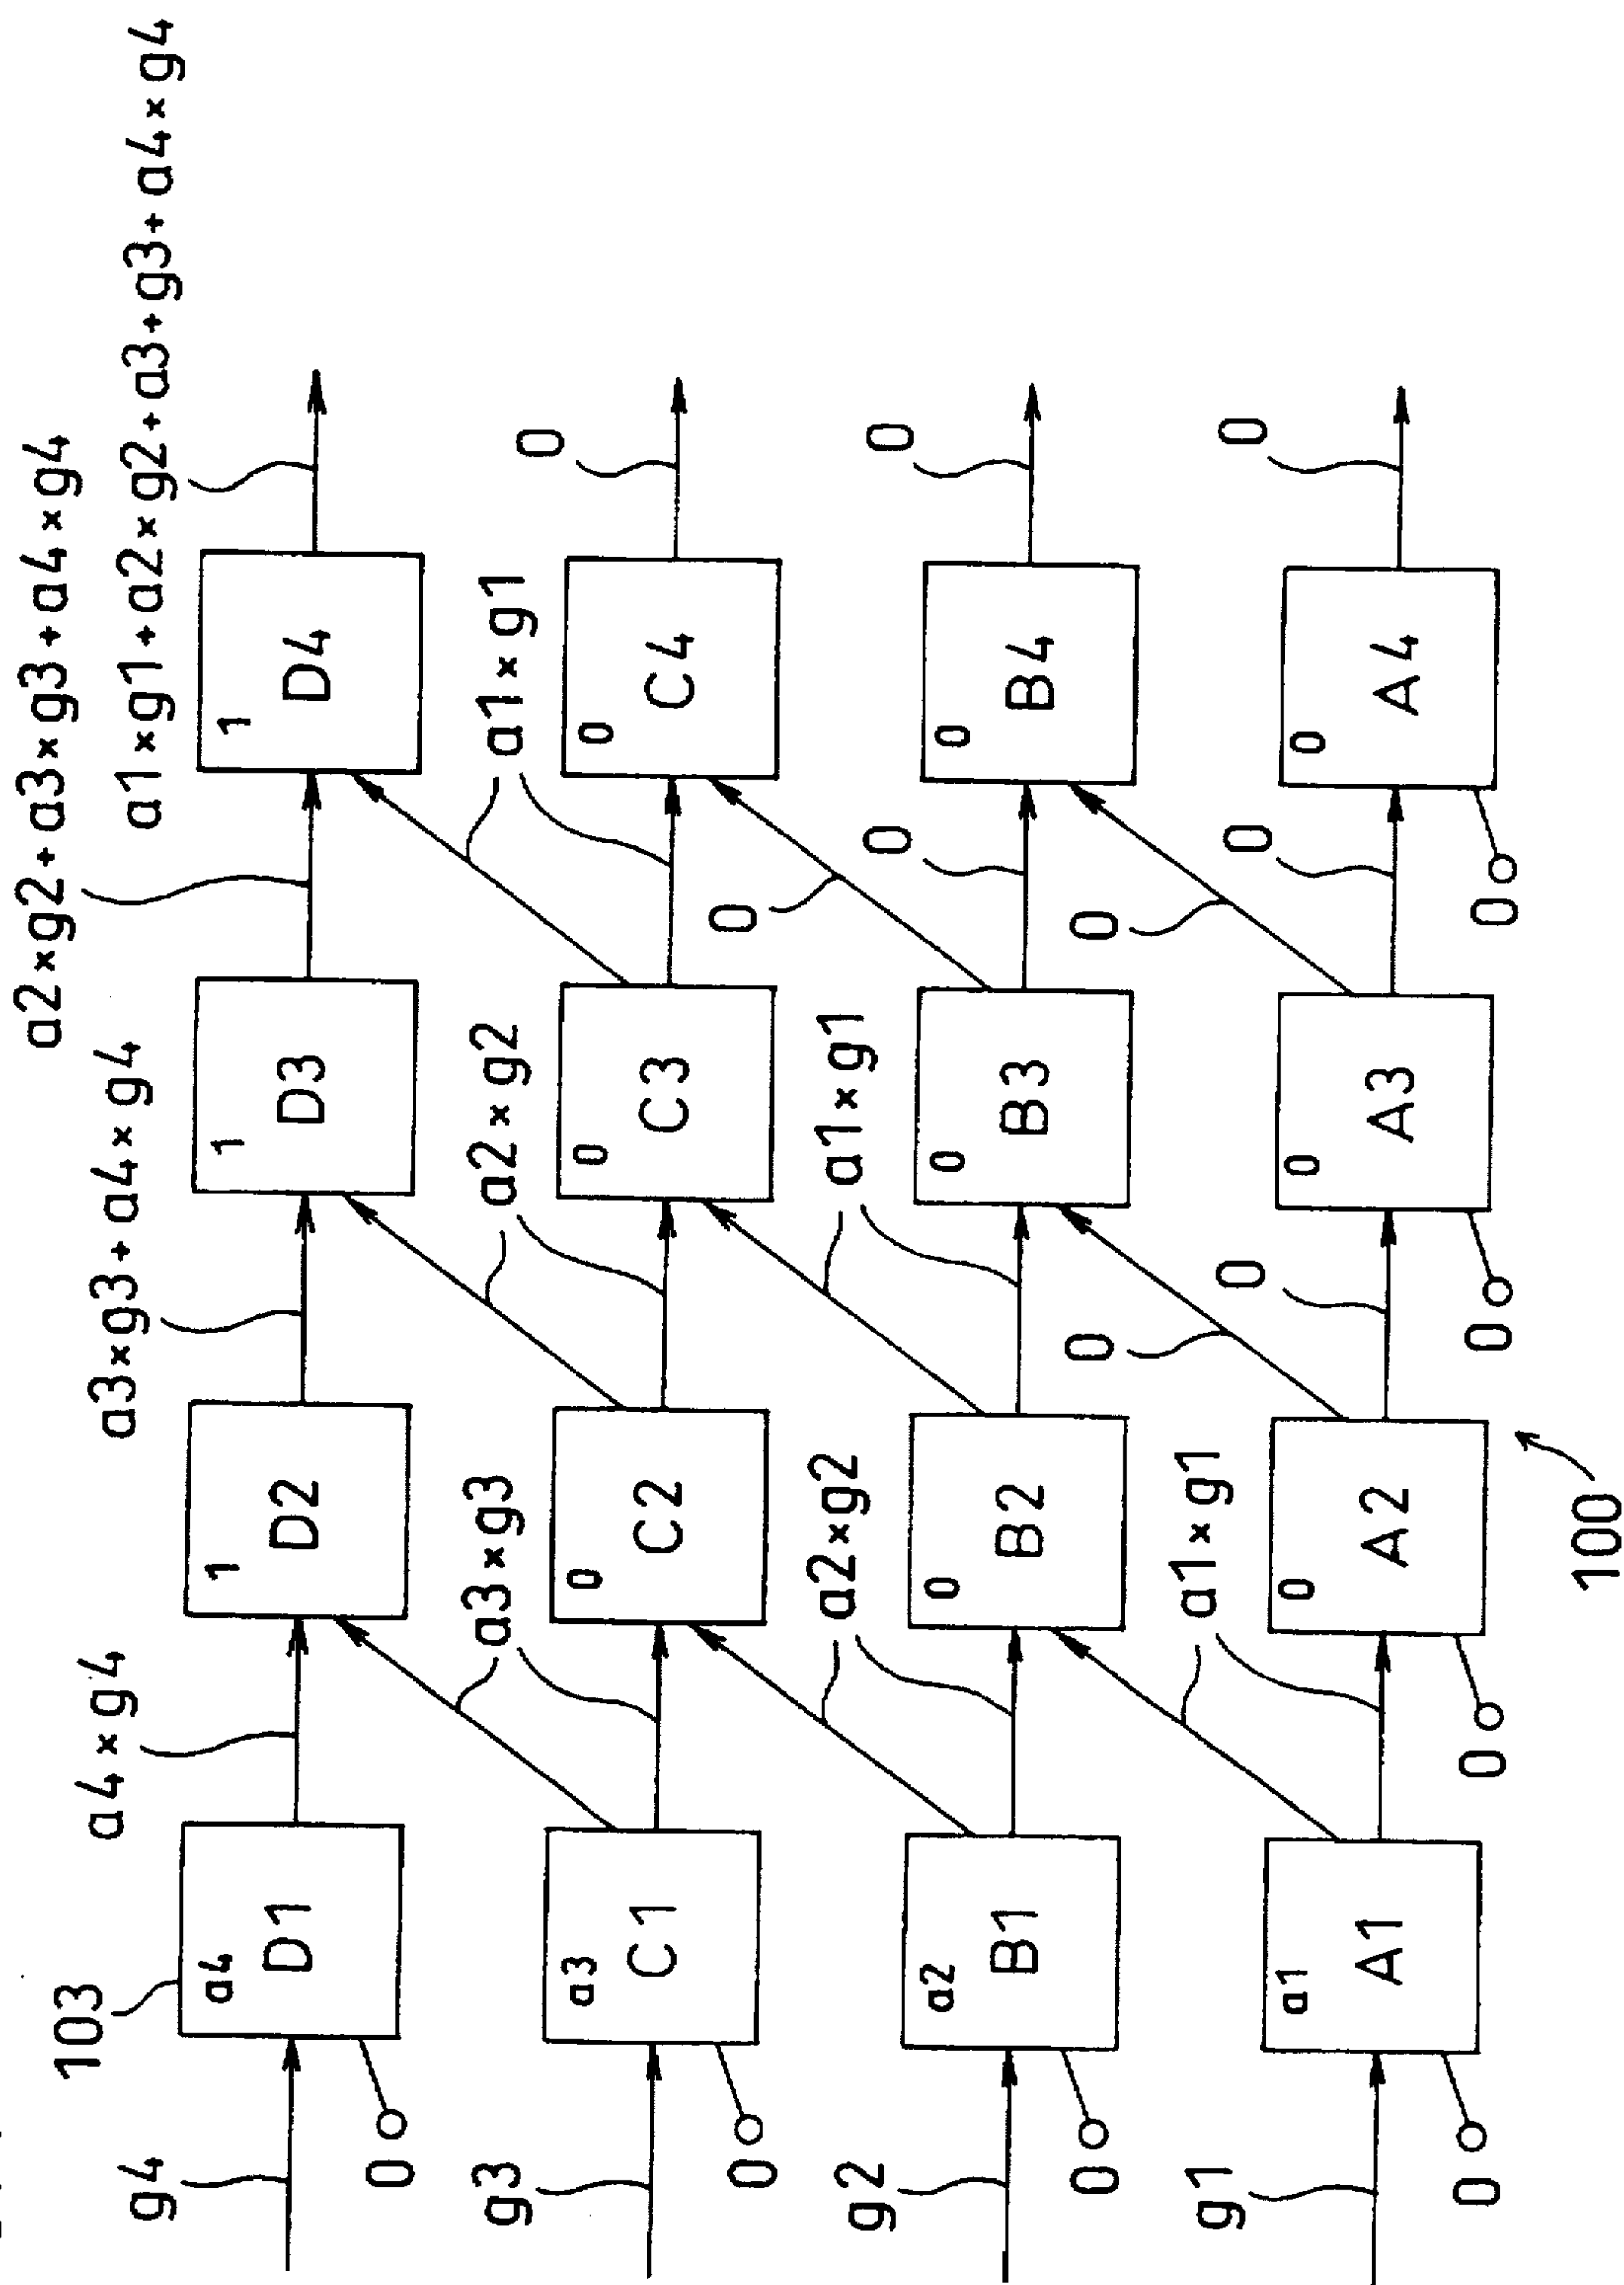 a2×g2+a3×g3+a4×g4
103
a4×g4
a3×g3+a4×g4
a1×g1+a2×g2+a3+g3+a4×g4
g4
a4 1 1 1
D1 D2 D3 D4
0
g3 a3×g3 a2×g2 a1×g1 0
a3 0 0 0
C1 C2 C3 C4
0 0
g2 a2×g2 a1×g1 0 0
a2 0 0 0
B1 B2 B3 B4
0 0 0
g1 a1×g1 0 0 0
a1 0 0 0
A1 A2 A3 A4
0 0 0 0
100